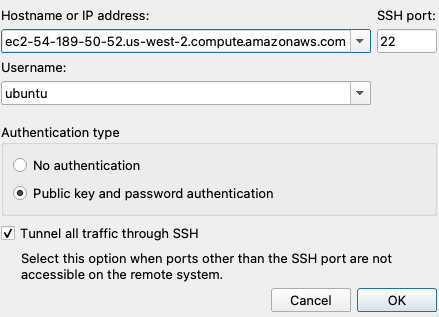 Hostname or IP address:
SSH port:
ec2-54-189-50-52.us-west-2.compute.amazonaws.com
22
Username:
ubuntu
Authentication type
No authentication
Public key and password authentication
Tunnel all traffic through SSH
Select this option when ports other than the SSH port are not
accessible on the remote system.
Cancel
OK